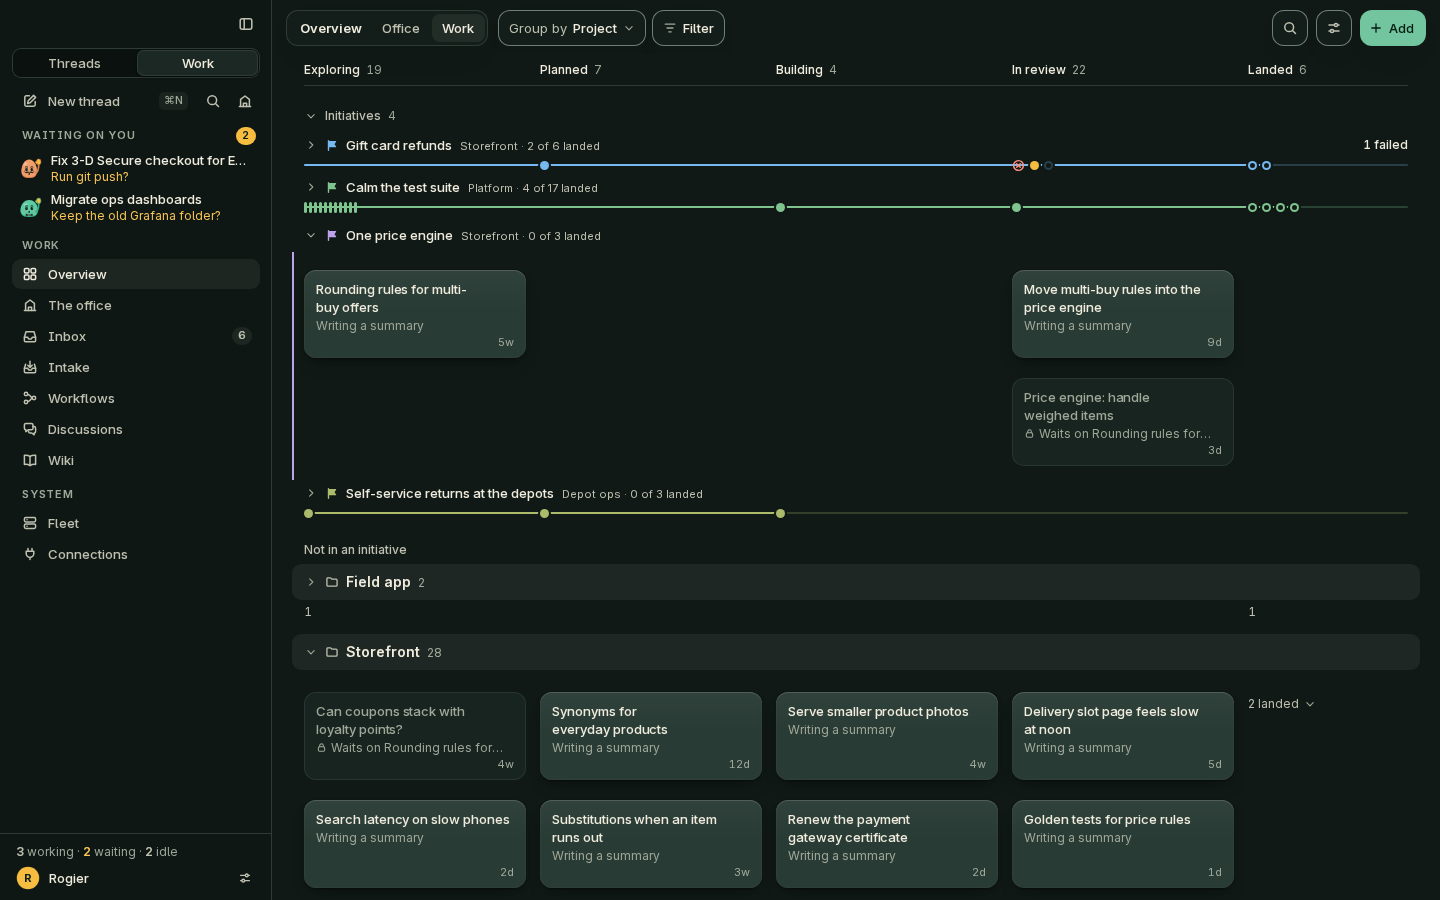 Threads
Work
New thread
⌘N
WAITING ON YOU
2
Fix 3-D Secure checkout for E…
Run git push?
Migrate ops dashboards
Keep the old Grafana folder?
WORK
Overview
The office
Inbox
6
Intake
Workflows
Discussions
Wiki
SYSTEM
Fleet
Connections
3 working · 2 waiting · 2 idle
R
Rogier
Overview
Office
Work
Group by Project
Filter
Add
Exploring 19
Planned 7
Building 4
In review 22
Landed 6
Initiatives 4
Gift card refunds Storefront · 2 of 6 landed
1 failed
Calm the test suite Platform · 4 of 17 landed
One price engine Storefront · 0 of 3 landed
Rounding rules for multi-
buy offers
Writing a summary
5w
Move multi-buy rules into the
price engine
Writing a summary
9d
Price engine: handle
weighed items
Waits on Rounding rules for…
3d
Self-service returns at the depots Depot ops · 0 of 3 landed
Not in an initiative
Field app 2
1
1
Storefront 28
Can coupons stack with
loyalty points?
Waits on Rounding rules for…
4w
Synonyms for
everyday products
Writing a summary
12d
Serve smaller product photos
Writing a summary
4w
Delivery slot page feels slow
at noon
Writing a summary
5d
2 landed
Search latency on slow phones
Writing a summary
2d
Substitutions when an item
runs out
Writing a summary
3w
Renew the payment
gateway certificate
Writing a summary
2d
Golden tests for price rules
Writing a summary
1d